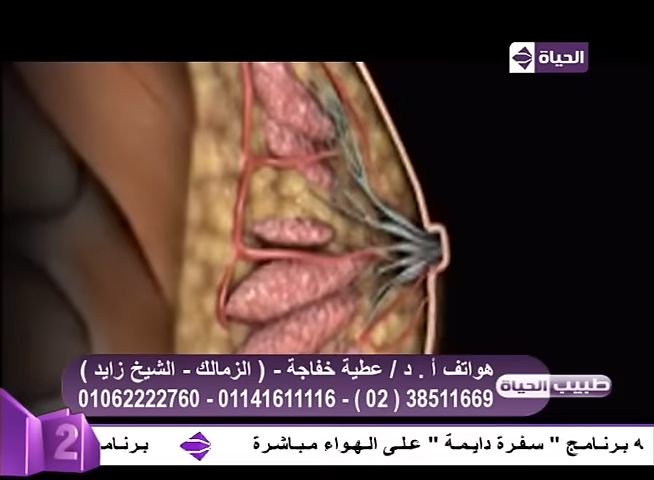 الحياة
هواتف أ . د / عطية خفاجة - ( الزمالك - الشيخ زايد )
01062222760 - 01141611116 - ( 02 ) 38511669
طبيب الحياة
2
ه برنامج " سفرة دايمة " على الهواء مباشرة
برنامـ